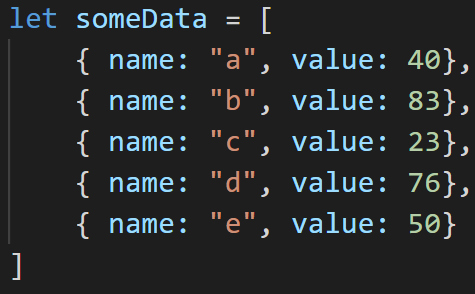 let someData = [
    { name: "a", value: 40},
    { name: "b", value: 83},
    { name: "c", value: 23},
    { name: "d", value: 76},
    { name: "e", value: 50}
]